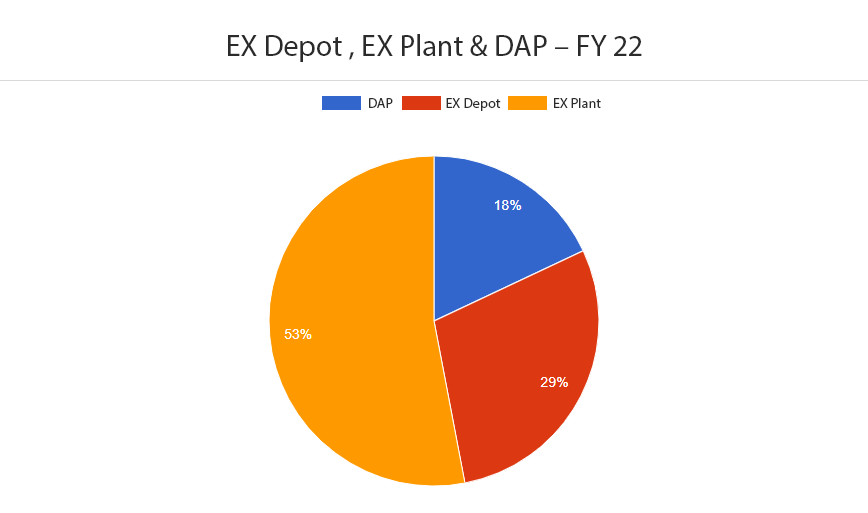 EX Depot , EX Plant & DAP – FY 22
DAP EX Depot EX Plant
18%
53%
29%